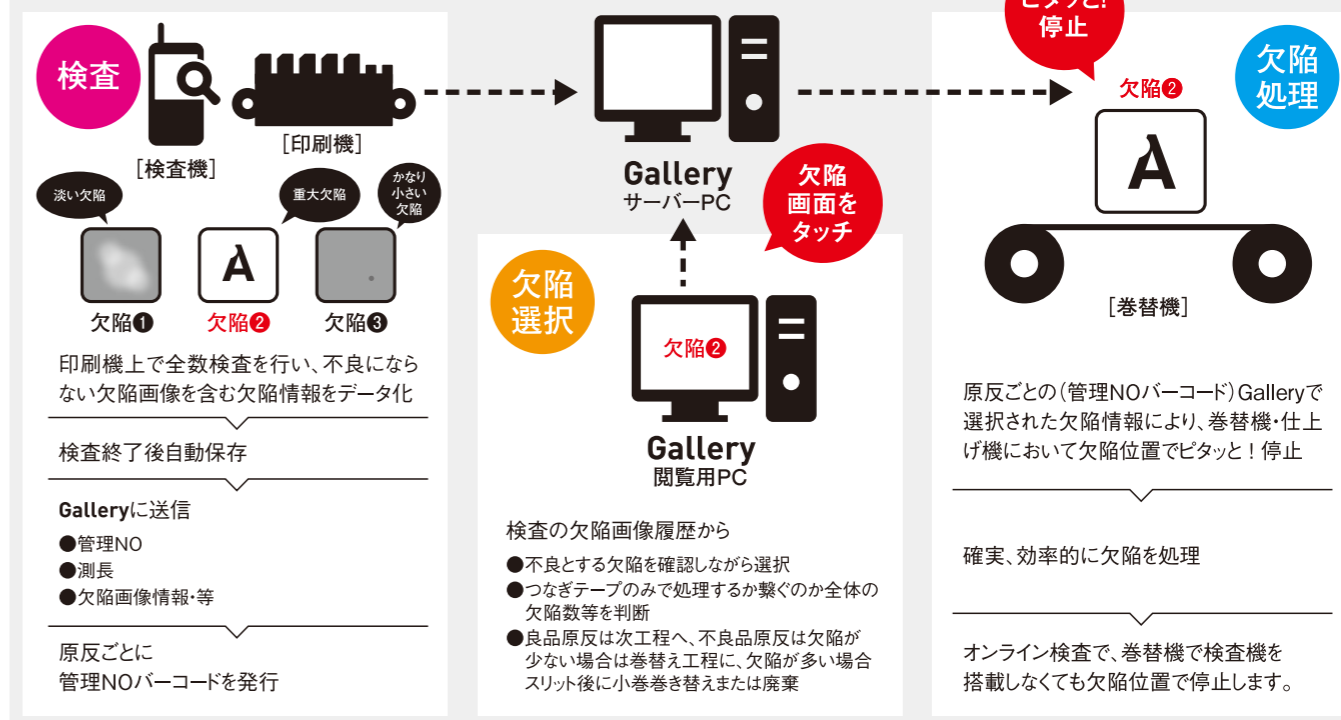 検査
[検査機]
[印刷機]
淡い欠陥
重大欠陥
かなり
小さい
欠陥
A
欠陥❶
欠陥❷
欠陥❸
印刷機上で全数検査を行い、不良になら
ない欠陥画像を含む欠陥情報をデータ化
検査終了後自動保存
Galleryに送信
●管理NO
●測長
●欠陥画像情報・等
原反ごとに
管理NOバーコードを発行
Gallery
サーバーPC
欠陥
画面を
タッチ
欠陥
選択
欠陥❷
Gallery
閲覧用PC
検査の欠陥画像履歴から
●不良とする欠陥を確認しながら選択
●つなぎテープのみで処理するか繋ぐのか全体の
欠陥数等を判断
●良品原反は次工程へ、不良品原反は欠陥が
少ない場合は巻替え工程に、欠陥が多い場合
スリット後に小巻巻き替えまたは廃棄
ピタッと!
停止
欠陥
処理
欠陥❷
A
[巻替機]
原反ごとの(管理NOバーコード)Galleryで
選択された欠陥情報により、巻替機・仕上
げ機において欠陥位置でピタッと！停止
確実、効率的に欠陥を処理
オンライン検査で、巻替機で検査機を
搭載しなくても欠陥位置で停止します。